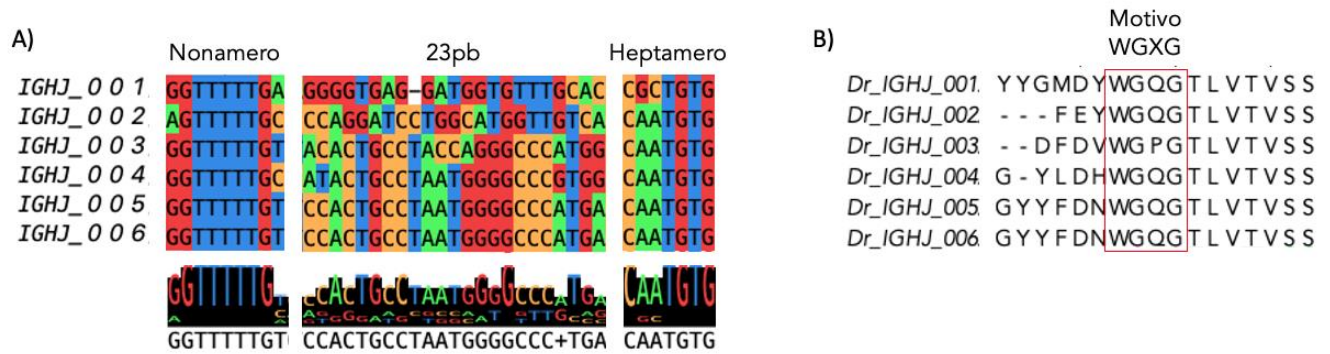 A)
Nonamero 23pb Heptamero
IGHJ_001. GGTTTTTGA GGGGTGAG-GATGGTGTTTGCAC CGCTGTG
IGHJ_002. AGTTTTTGC CCAGGATCCTGGCATGGTTGTCA CAATGTG
IGHJ_003. GGTTTTTGT ACACTGCCTACCAGGGCCCATGG CAATGTG
IGHJ_004. GGTTTTTGC ATACTGCCTAATGGGGCCCGTGG CAATGTG
IGHJ_005. GGTTTTTGT CCACTGCCTAATGGGGCCCATGA CAATGTG
IGHJ_006. GGTTTTTGT CCACTGCCTAATGGGGCCCATGA CAATGTG
GGTTTTTGT CCACTGCCTAATGGGGCCC+TGA CAATGTG
B)
Motivo
WGXG
Dr_IGHJ_001. YYGMDYWGQGTLVTVSS
Dr_IGHJ_002. ---FEYWGQGTLVTVSS
Dr_IGHJ_003. --DFDVWGPGTLVTVSS
Dr_IGHJ_004. G-YLDHWGQGTLVTVSS
Dr_IGHJ_005. GYYFDNWGQGTLVTVSS
Dr_IGHJ_006. GYYFDNWGQGTLVTVSS